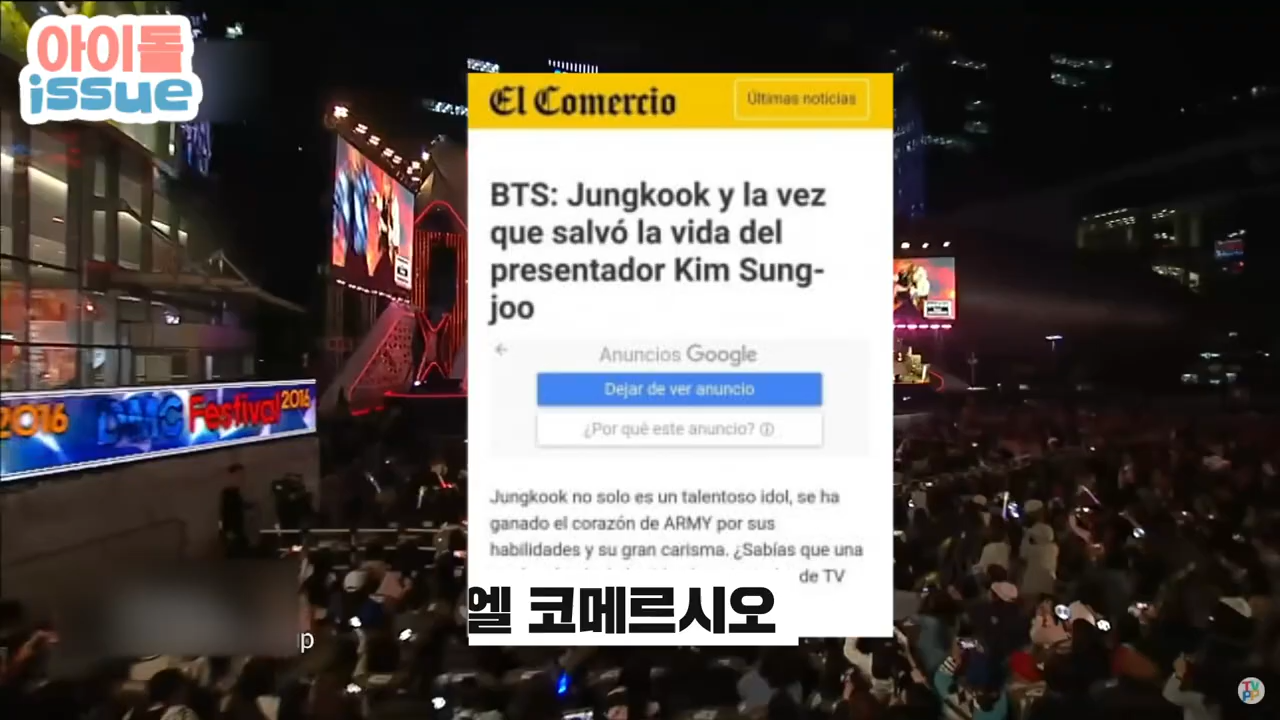 아이돌
issue
El Comercio
Últimas noticias
BTS: Jungkook y la vez
que salvó la vida del
presentador Kim Sung-
joo
Anuncios Google
Dejar de ver anuncio
¿Por qué este anuncio?
2016 DMC Festival 2016
Jungkook no solo es un talentoso idol, se ha
ganado el corazón de ARMY por sus
habilidades y su gran carisma. ¿Sabías que una
de TV
엘 코메르시오
up
TVPP